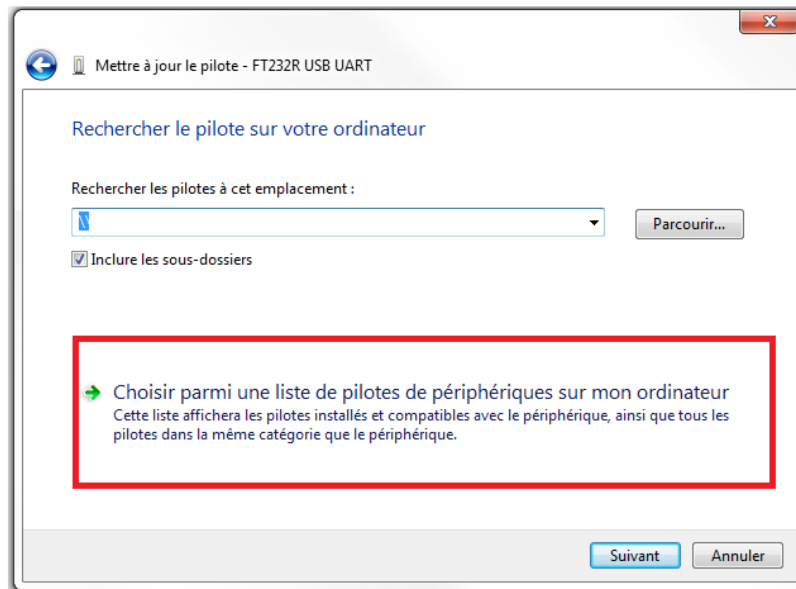 Mettre à jour le pilote - FT232R USB UART
Rechercher le pilote sur votre ordinateur
Rechercher les pilotes à cet emplacement :
\\
Parcourir...
Inclure les sous-dossiers
Choisir parmi une liste de pilotes de périphériques sur mon ordinateur
Cette liste affichera les pilotes installés et compatibles avec le périphérique, ainsi que tous les
pilotes dans la même catégorie que le périphérique.
Suivant
Annuler